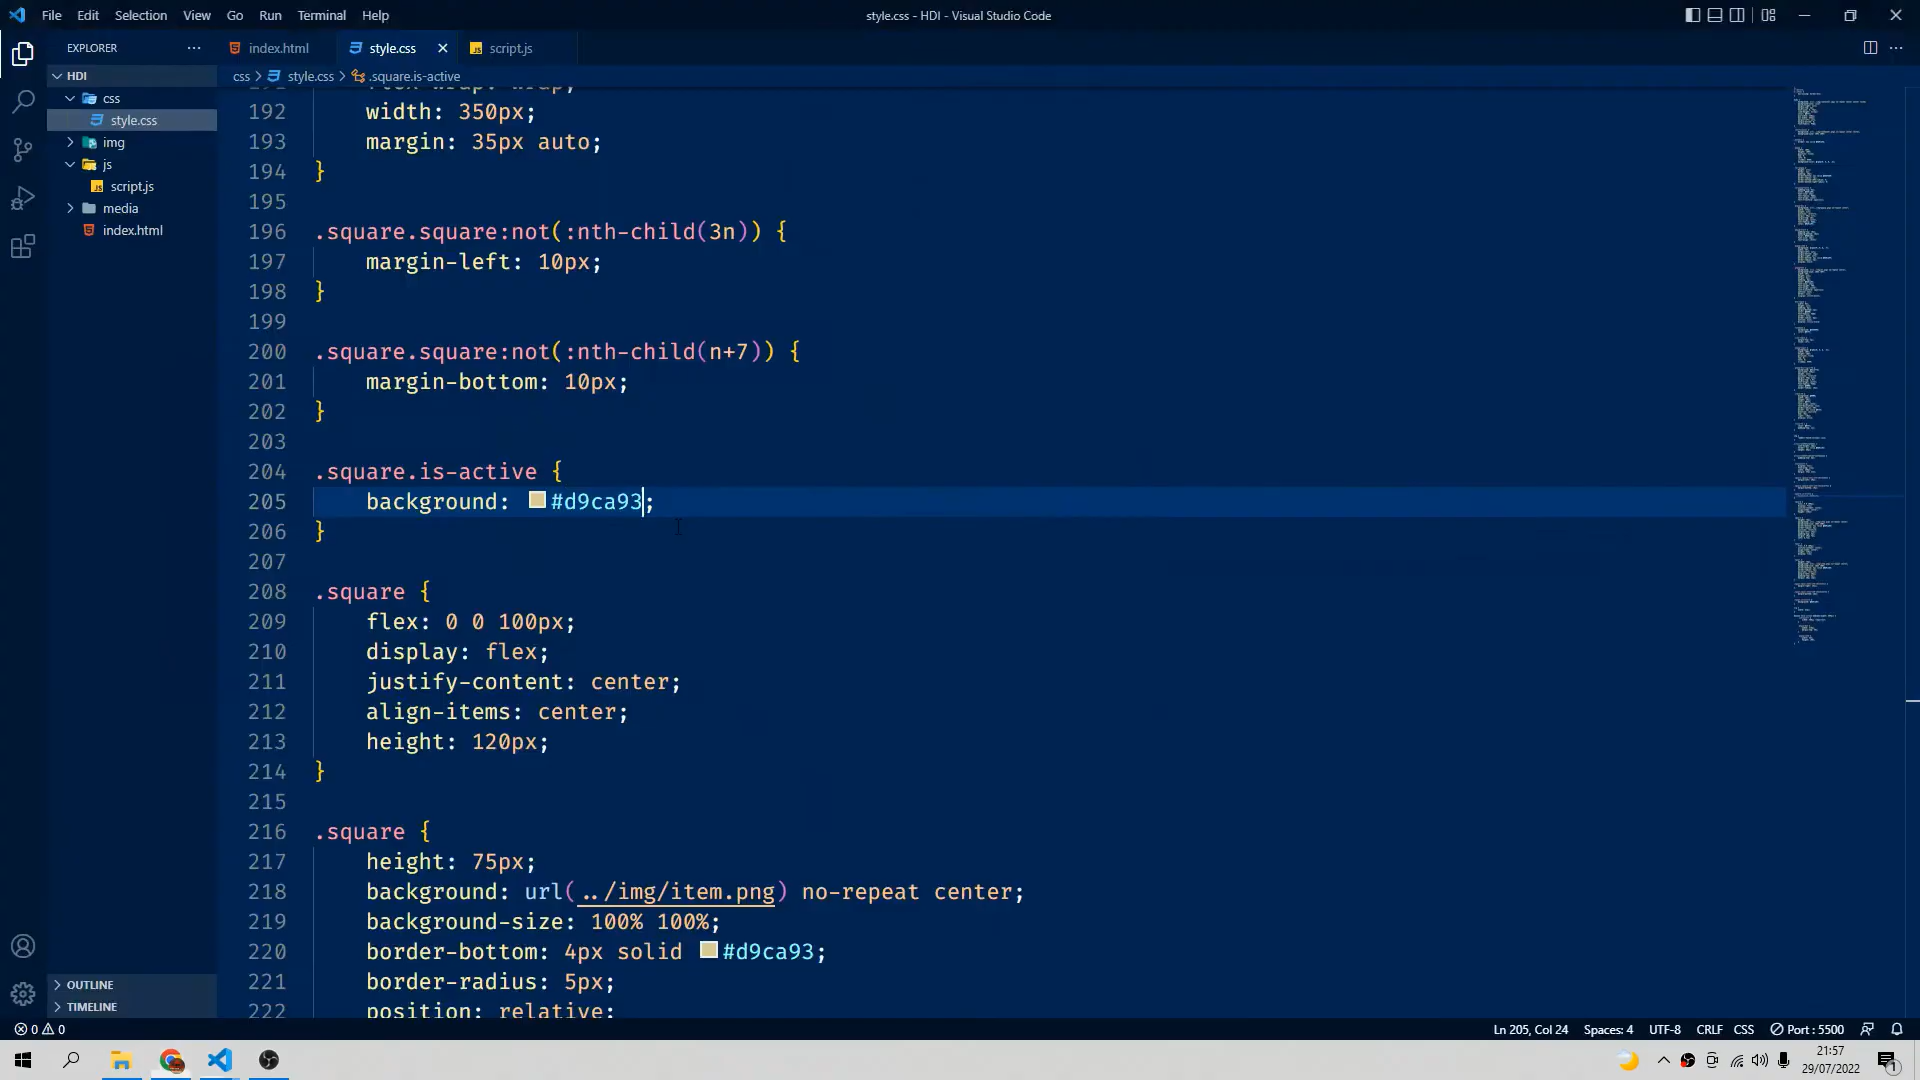 File Edit Selection View Go Run Terminal Help
style.css - HDI - Visual Studio Code
EXPLORER
index.html
style.css
script.js
HDI
css > style.css > .square.is-active
css
style.css
img
js
script.js
media
index.html
192 width: 350px;
193 margin: 35px auto;
194 }
195
196 .square.square:not(:nth-child(3n)) {
197 margin-left: 10px;
198 }
199
200 .square.square:not(:nth-child(n+7)) {
201 margin-bottom: 10px;
202 }
203
204 .square.is-active {
205 background: #d9ca93;
206 }
207
208 .square {
209 flex: 0 0 100px;
210 display: flex;
211 justify-content: center;
212 align-items: center;
213 height: 120px;
214 }
215
216 .square {
217 height: 75px;
218 background: url(../img/item.png) no-repeat center;
219 background-size: 100% 100%;
220 border-bottom: 4px solid #d9ca93;
221 border-radius: 5px;
222 position: relative;
OUTLINE
TIMELINE
0 0
Ln 205, Col 24 Spaces: 4 UTF-8 CRLF CSS Port : 5500
21:57
29/07/2022